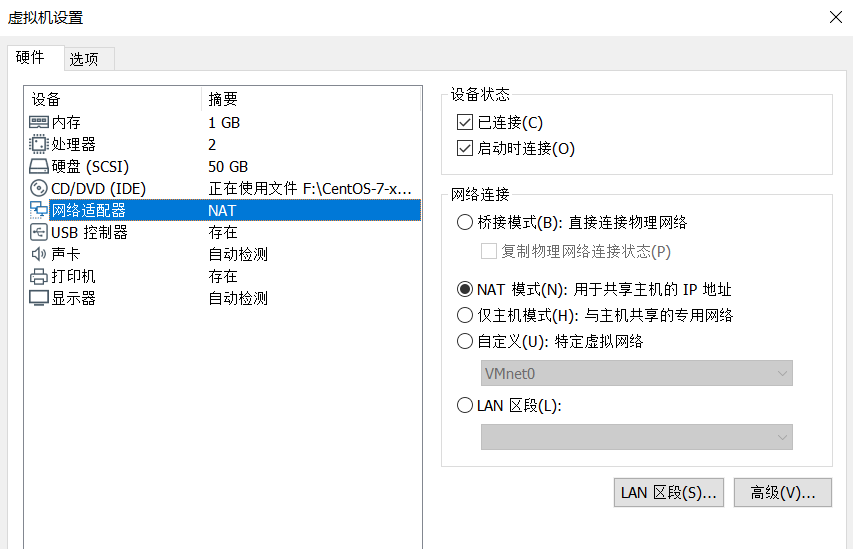 虚拟机设置
硬件 选项
设备 摘要
内存 1 GB
处理器 2
硬盘 (SCSI) 50 GB
CD/DVD (IDE) 正在使用文件 F:\CentOS-7-x...
网络适配器 NAT
USB 控制器 存在
声卡 自动检测
打印机 存在
显示器 自动检测
设备状态
已连接(C)
启动时连接(O)
网络连接
桥接模式(B): 直接连接物理网络
复制物理网络连接状态(P)
NAT 模式(N): 用于共享主机的 IP 地址
仅主机模式(H): 与主机共享的专用网络
自定义(U): 特定虚拟网络
VMnet0
LAN 区段(L):
LAN 区段(S)... 高级(V)...